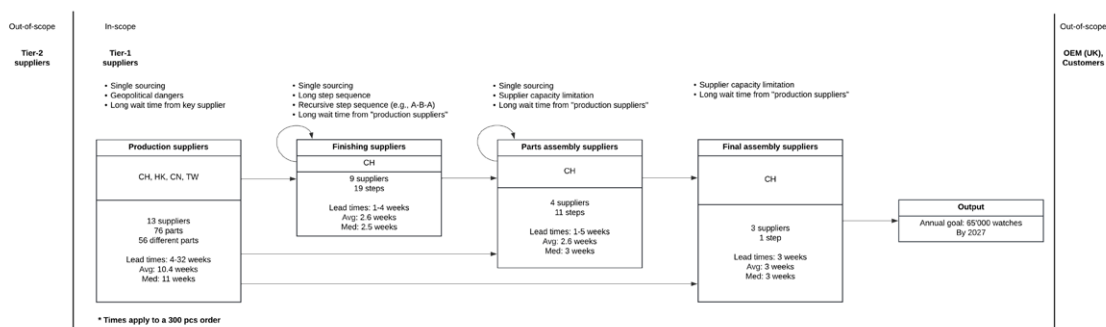 Out-of-scope
In-scope
Out-of-scope
Tier-2
suppliers
Tier-1
suppliers
OEM (UK),
Customers
• Single sourcing
• Geopolitical dangers
• Long wait time from key supplier
• Single sourcing
• Long step sequence
• Recursive step sequence (e.g., A-B-A)
• Long wait time from "production suppliers"
• Single sourcing
• Supplier capacity limitation
• Long wait time from "production suppliers"
• Supplier capacity limitation
• Long wait time from "production suppliers"
Production suppliers
CH, HK, CN, TW
13 suppliers
76 parts
56 different parts
Lead times: 4-32 weeks
Avg: 10.4 weeks
Med: 11 weeks
Finishing suppliers
CH
9 suppliers
19 steps
Lead times: 1-4 weeks
Avg: 2.6 weeks
Med: 2.5 weeks
Parts assembly suppliers
CH
4 suppliers
11 steps
Lead times: 1-5 weeks
Avg: 2.6 weeks
Med: 3 weeks
Final assembly suppliers
CH
3 suppliers
1 step
Lead times: 3 weeks
Avg: 3 weeks
Med: 3 weeks
Output
Annual goal: 65'000 watches
By 2027
* Times apply to a 300 pcs order